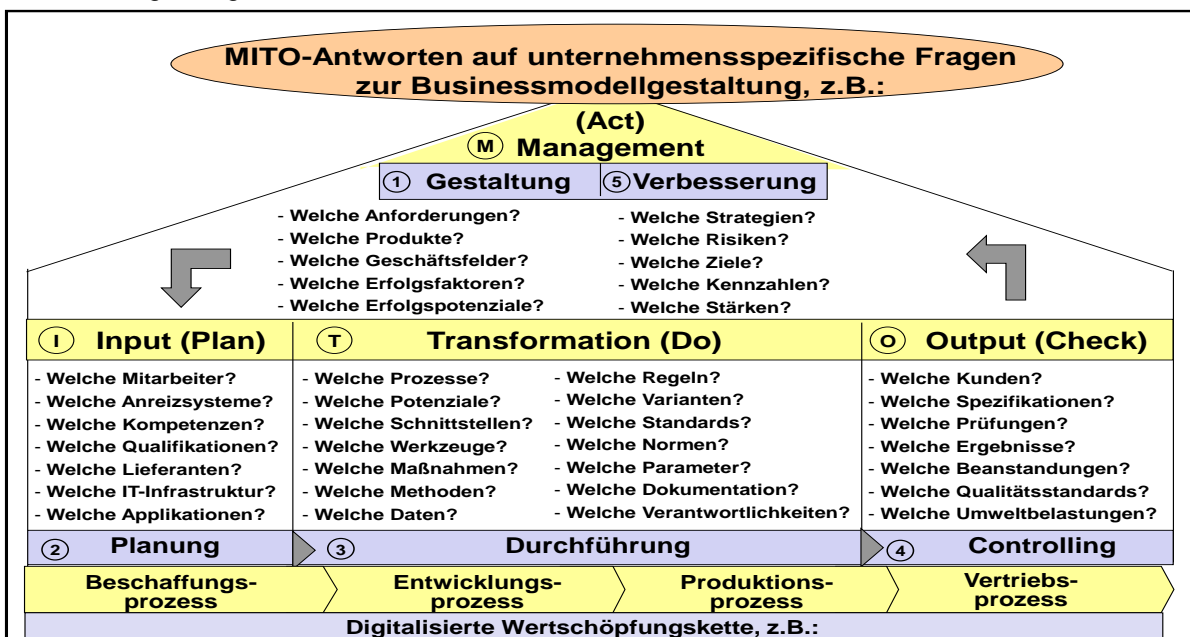 MITO-Antworten auf unternehmensspezifische Fragen
zur Businessmodellgestaltung, z.B.:
(Act)
M Management
1 Gestaltung
5 Verbesserung
- Welche Anforderungen?
- Welche Produkte?
- Welche Geschäftsfelder?
- Welche Erfolgsfaktoren?
- Welche Erfolgspotenziale?
- Welche Strategien?
- Welche Risiken?
- Welche Ziele?
- Welche Kennzahlen?
- Welche Stärken?
I Input (Plan)
- Welche Mitarbeiter?
- Welche Anreizsysteme?
- Welche Kompetenzen?
- Welche Qualifikationen?
- Welche Lieferanten?
- Welche IT-Infrastruktur?
- Welche Applikationen?
T Transformation (Do)
- Welche Prozesse?
- Welche Potenziale?
- Welche Schnittstellen?
- Welche Werkzeuge?
- Welche Maßnahmen?
- Welche Methoden?
- Welche Daten?
- Welche Regeln?
- Welche Varianten?
- Welche Standards?
- Welche Normen?
- Welche Parameter?
- Welche Dokumentation?
- Welche Verantwortlichkeiten?
O Output (Check)
- Welche Kunden?
- Welche Spezifikationen?
- Welche Prüfungen?
- Welche Ergebnisse?
- Welche Beanstandungen?
- Welche Qualitätsstandards?
- Welche Umweltbelastungen?
2 Planung
3 Durchführung
4 Controlling
Beschaffungs-
prozess
Entwicklungs-
prozess
Produktions-
prozess
Vertriebs-
prozess
Digitalisierte Wertschöpfungskette, z.B.: